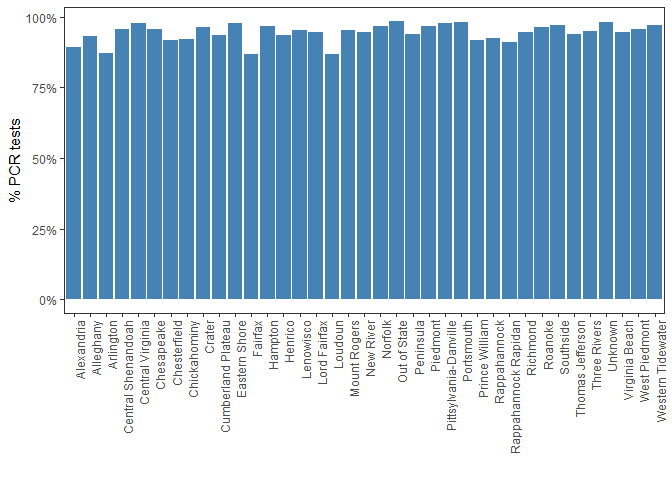 100%
75%
50%
25%
0%
% PCR tests
Alexandria
Alleghany
Arlington
Central Shenandoah
Central Virginia
Chesapeake
Chesterfield
Chickahominy
Crater
Cumberland Plateau
Eastern Shore
Fairfax
Hampton
Henrico
Lenowisco
Lord Fairfax
Loudoun
Mount Rogers
New River
Norfolk
Out of State
Peninsula
Piedmont
Pittsylvania-Danville
Portsmouth
Prince William
Rappahannock
Rappahannock Rapidan
Richmond
Roanoke
Southside
Thomas Jefferson
Three Rivers
Unknown
Virginia Beach
West Piedmont
Western Tidewater